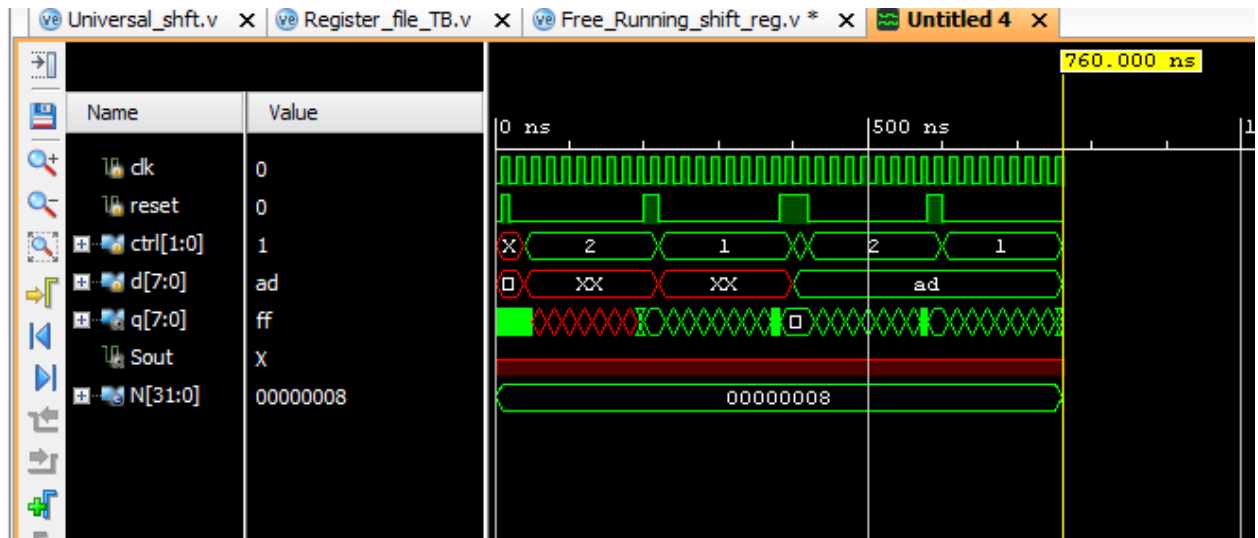 Universal_shft.v Register_file_TB.v Free_Running_shift_reg.v * Untitled 4
760.000 ns
Name Value
0 ns 500 ns 1
clk 0
reset 0
ctrl[1:0] 1 X 2 1 2 1
d[7:0] ad XX XX ad
q[7:0] ff
Sout X
N[31:0] 00000008 00000008